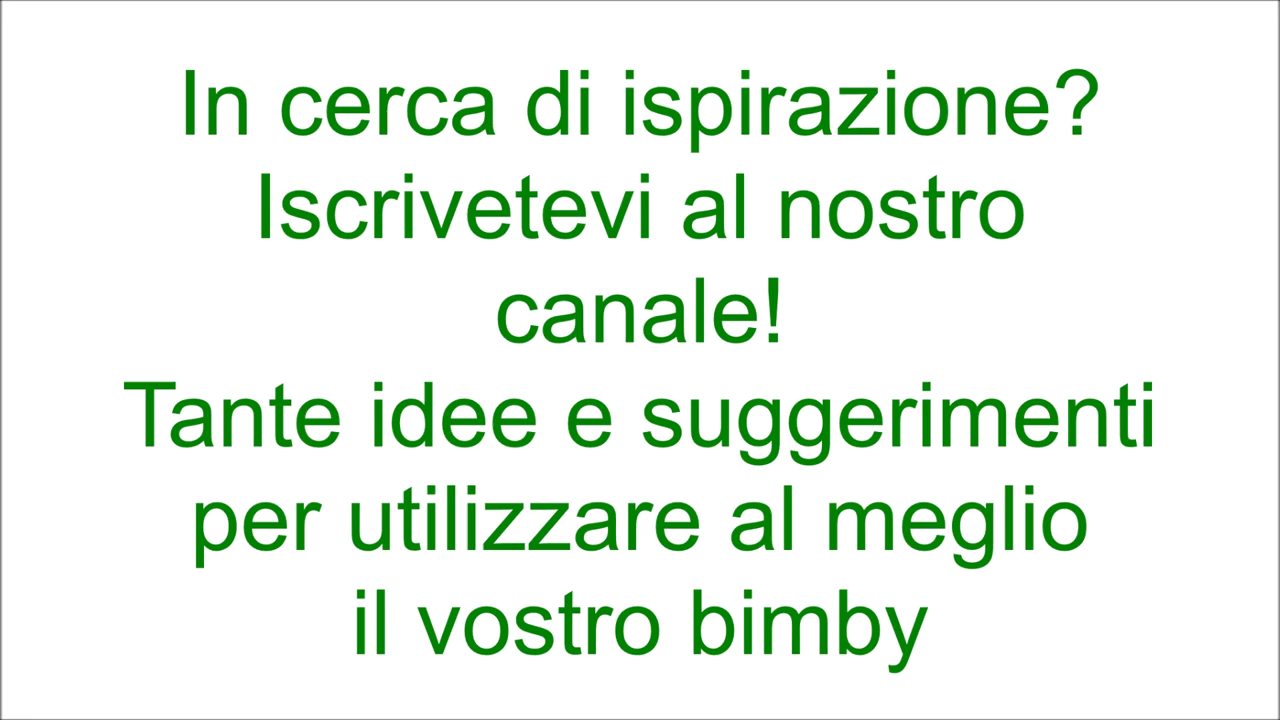 In cerca di ispirazione?
Iscrivetevi al nostro
canale!
Tante idee e suggerimenti
per utilizzare al meglio
il vostro bimby